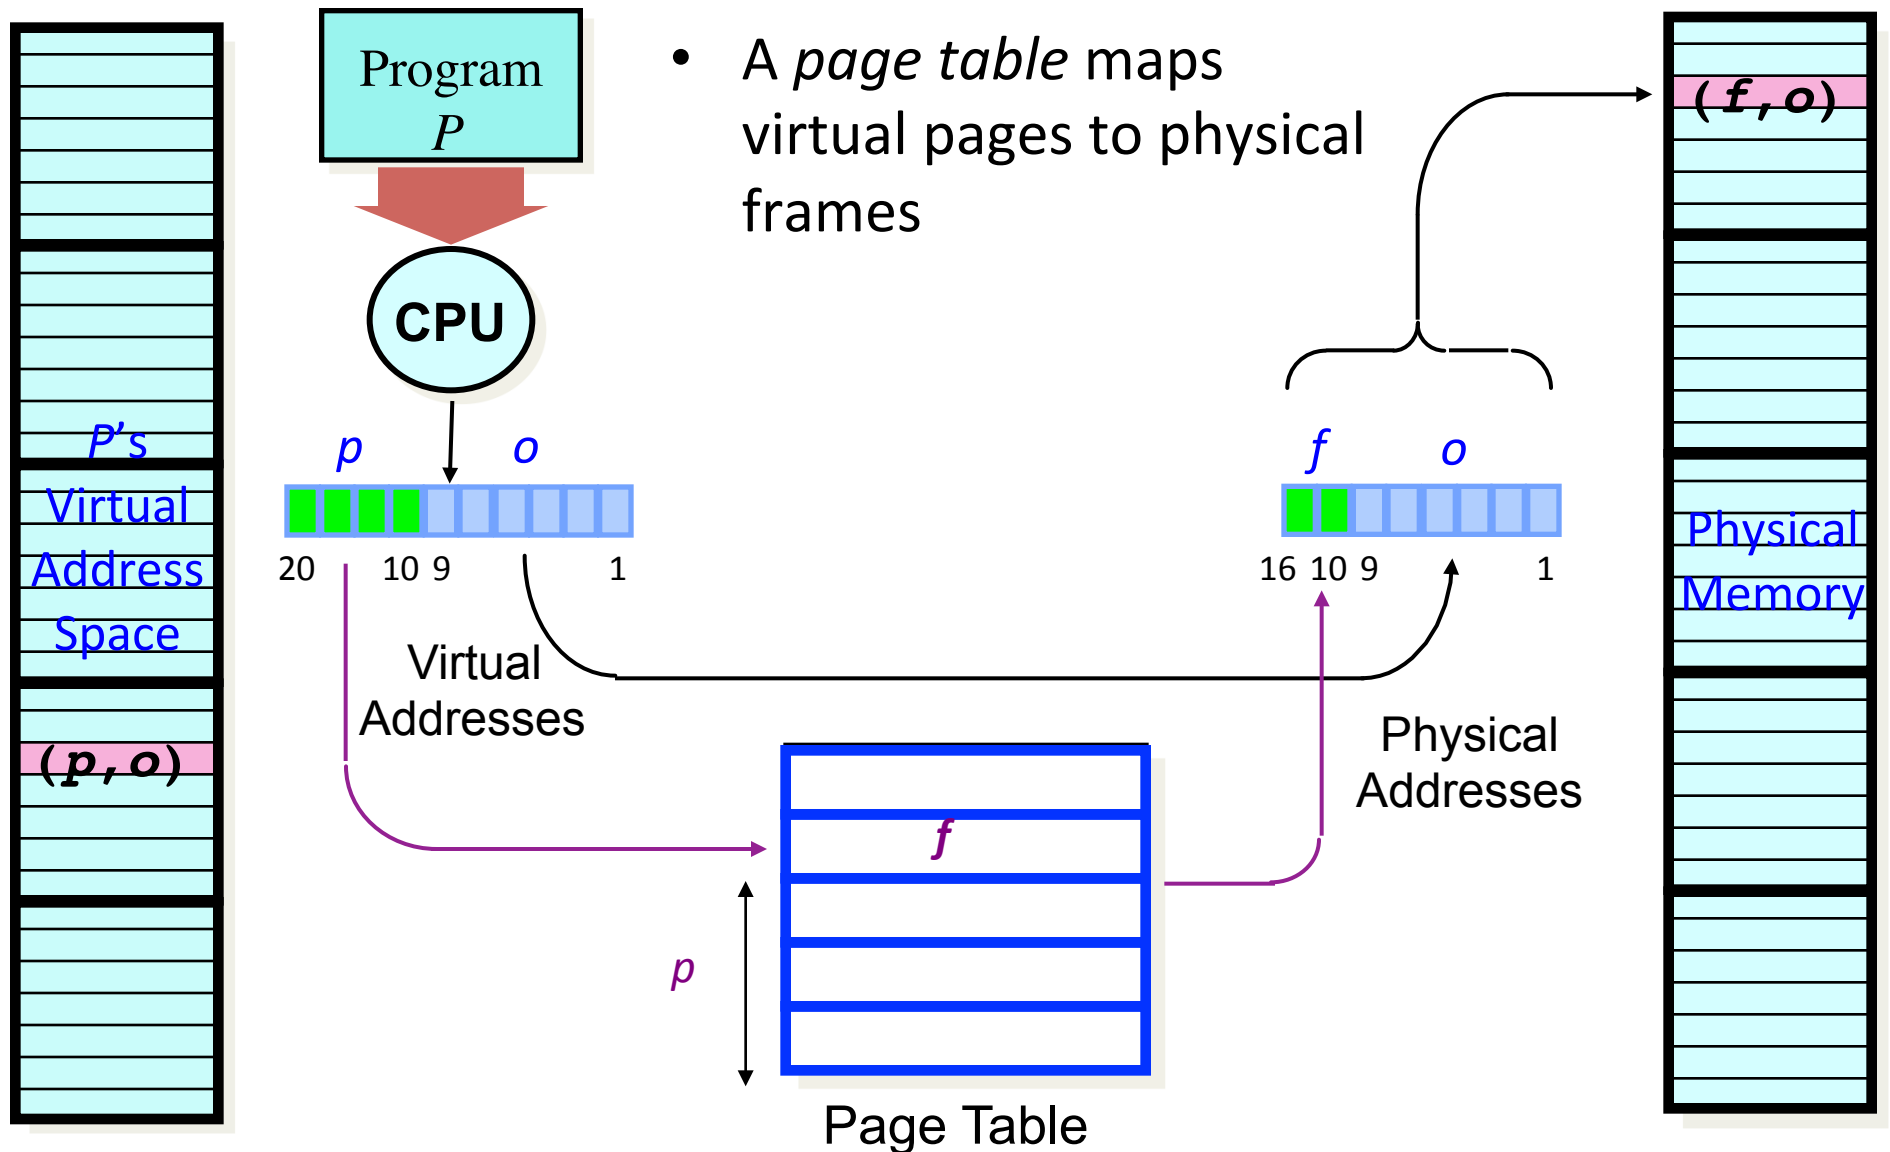 Program
P
• A page table maps
virtual pages to physical
frames
(f,o)
CPU
P's
Virtual
Address
Space
p o
20 10 9 1
f o
16 10 9 1
Physical
Memory
Virtual
Addresses
Physical
Addresses
(p,o)
f
p
Page Table